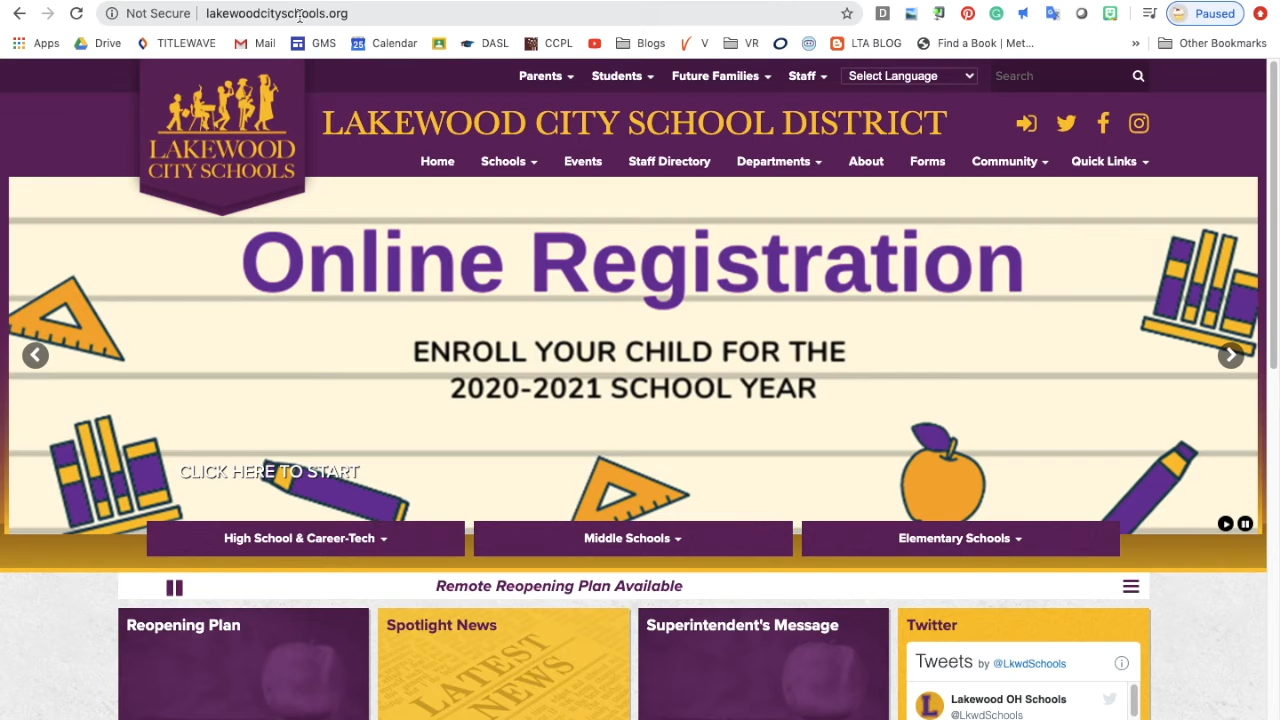 Not Secure lakewoodcityschools.org Paused
Apps Drive TITLEWAVE Mail GMS 25 Calendar DASL CCPL Blogs V VR LTA BLOG Find a Book | Met... » Other Bookmarks
Parents Students Future Families Staff Select Language Search
LAKEWOOD CITY SCHOOLS
LAKEWOOD CITY SCHOOL DISTRICT
Home Schools Events Staff Directory Departments About Forms Community Quick Links
Online Registration
ENROLL YOUR CHILD FOR THE
2020-2021 SCHOOL YEAR
CLICK HERE TO START
High School & Career-Tech Middle Schools Elementary Schools
Remote Reopening Plan Available
Reopening Plan Spotlight News Superintendent's Message Twitter
LATEST NEWS
Tweets by @LkwdSchools
L Lakewood OH Schools
@LkwdSchools